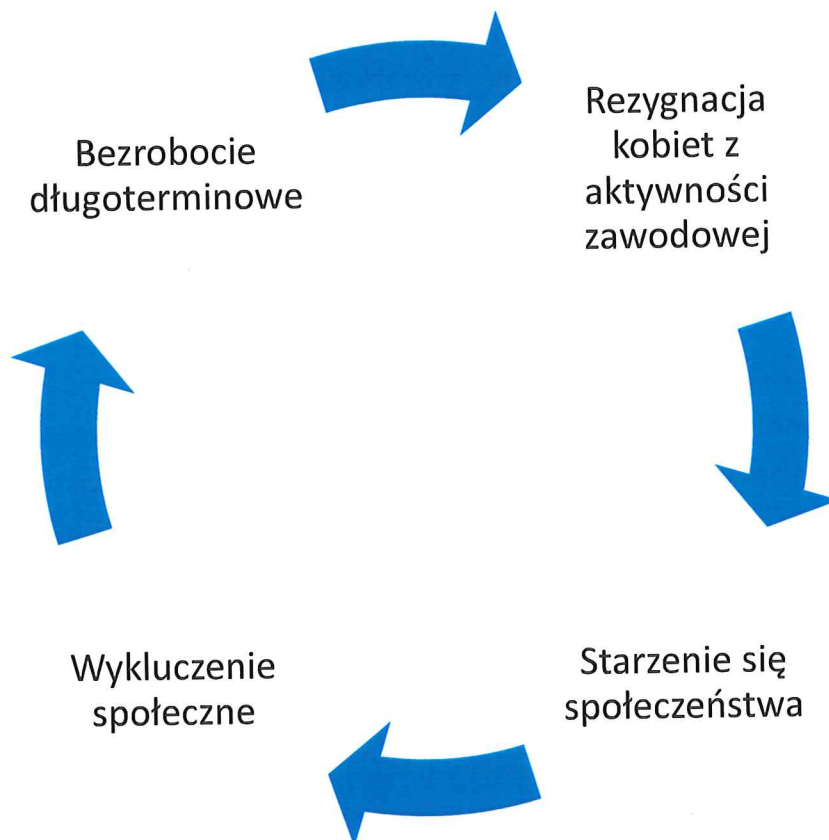 Bezrobocie
długoterminowe
Rezygnacja
kobiet z
aktywności
zawodowej
Starzenie się
społeczeństwa
Wykluczenie
społeczne